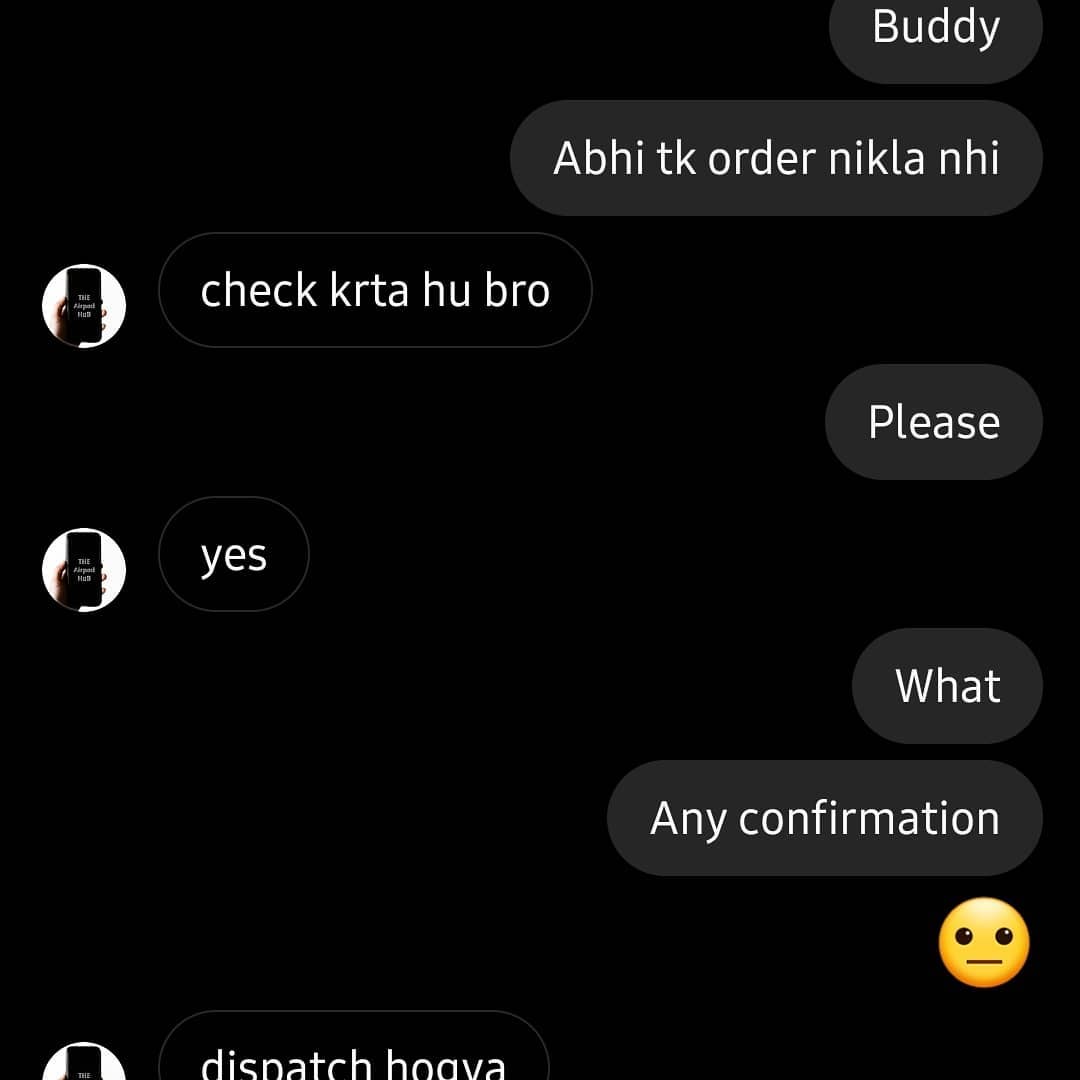 Buddy
Abhi tk order nikla nhi
check krta hu bro
THE
Airpod
HuB
Please
yes
THE
Airpod
HuB
What
Any confirmation
dispatch hogya
THE